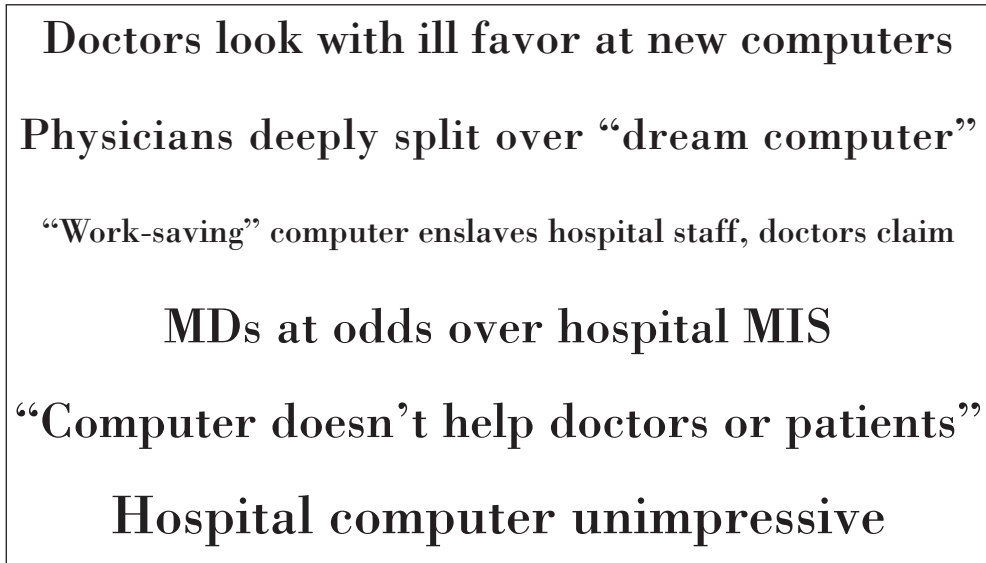 Doctors look with ill favor at new computers
Physicians deeply split over “dream computer”
“Work-saving” computer enslaves hospital staff, doctors claim
MDs at odds over hospital MIS
“Computer doesn’t help doctors or patients”
Hospital computer unimpressive